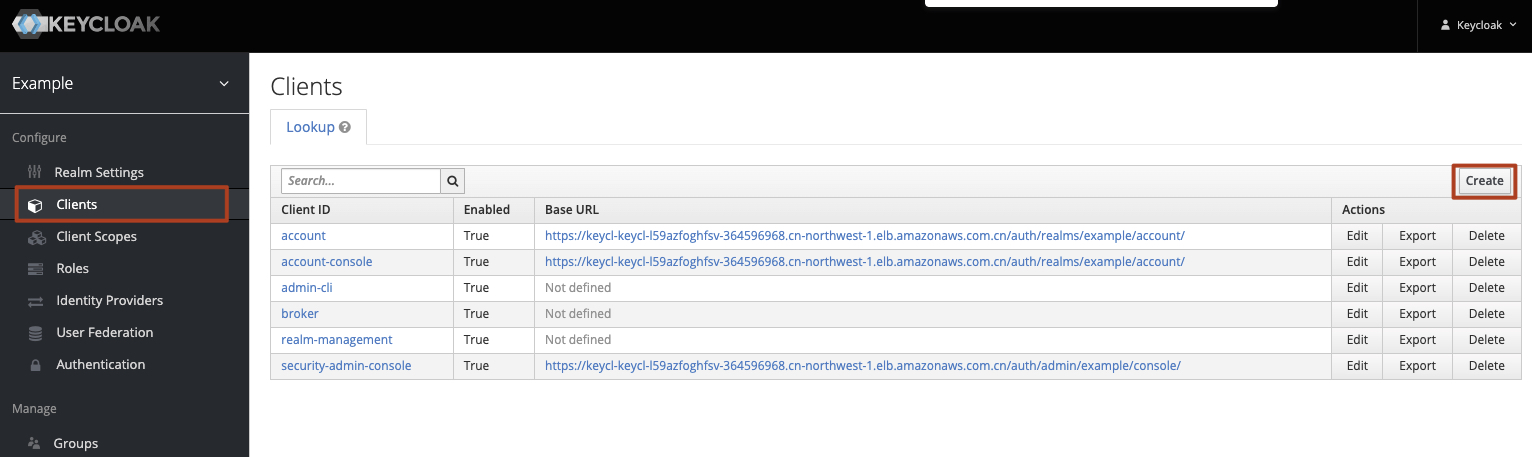 KEYCLOAK
Keycloak
Example
Configure
Realm Settings
Clients
Client Scopes
Roles
Identity Providers
User Federation
Authentication
Manage
Groups
Clients
Lookup ?
Search...
Create
Client ID Enabled Base URL Actions
account True https://keycl-keycl-l59azfoghfsv-364596968.cn-northwest-1.elb.amazonaws.com.cn/auth/realms/example/account/ Edit Export Delete
account-console True https://keycl-keycl-l59azfoghfsv-364596968.cn-northwest-1.elb.amazonaws.com.cn/auth/realms/example/account/ Edit Export Delete
admin-cli True Not defined Edit Export Delete
broker True Not defined Edit Export Delete
realm-management True Not defined Edit Export Delete
security-admin-console True https://keycl-keycl-l59azfoghfsv-364596968.cn-northwest-1.elb.amazonaws.com.cn/auth/admin/example/console/ Edit Export Delete